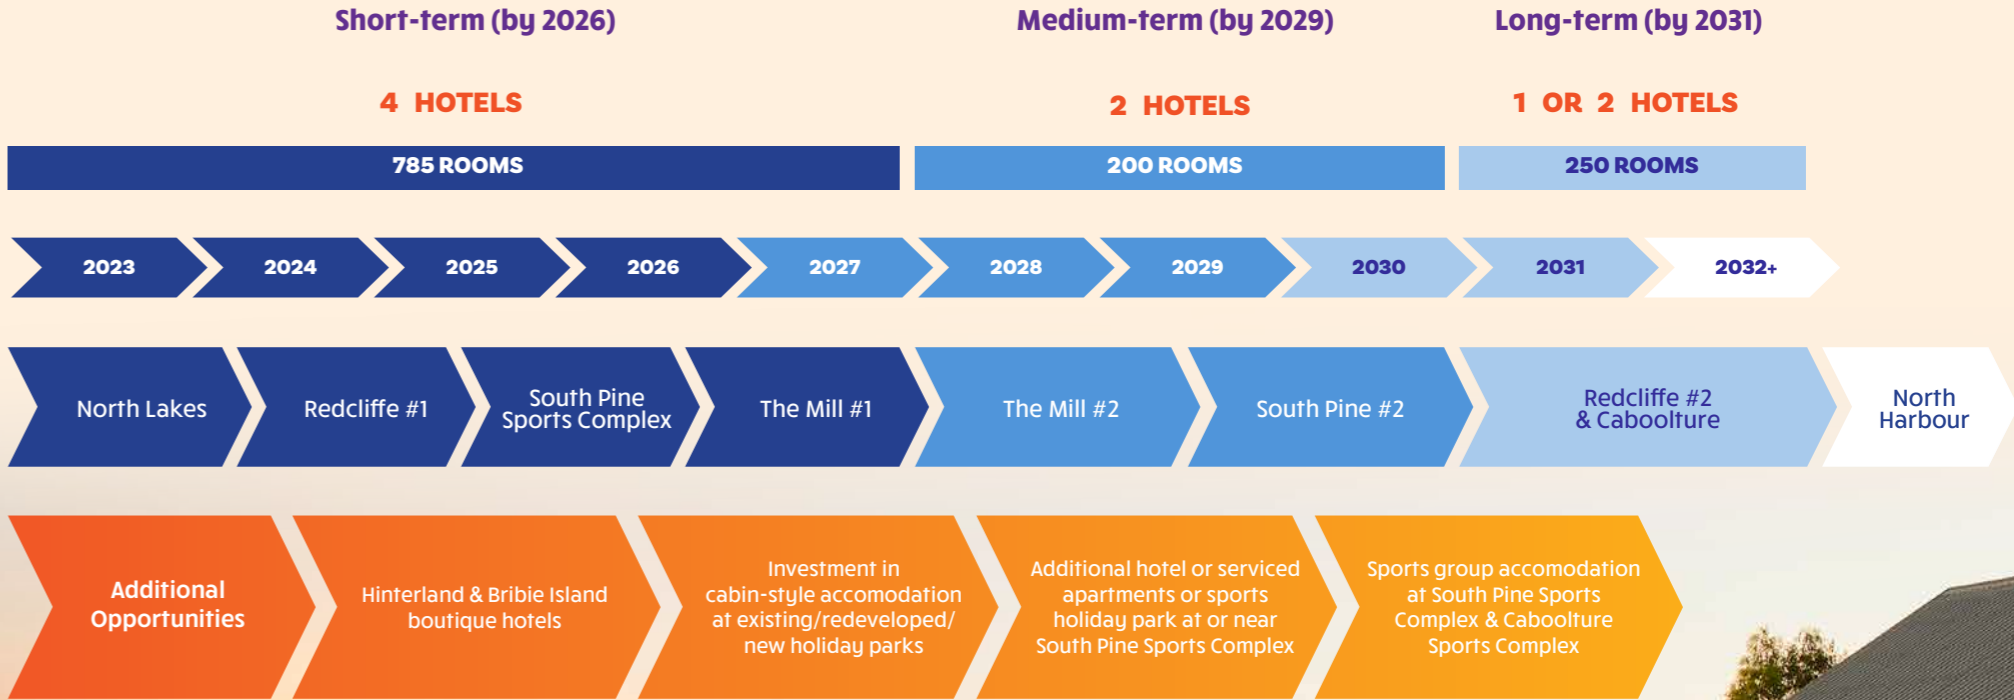 Short-term (by 2026)
Medium-term (by 2029)
Long-term (by 2031)
4 HOTELS
2 HOTELS
1 OR 2 HOTELS
785 ROOMS
200 ROOMS
250 ROOMS
2023
2024
2025
2026
2027
2028
2029
2030
2031
2032+
North Lakes
Redcliffe #1
South Pine
Sports Complex
The Mill #1
The Mill #2
South Pine #2
Redcliffe #2
& Caboolture
North
Harbour
Additional
Opportunities
Hinterland & Bribie Island
boutique hotels
Investment in
cabin-style accomodation
at existing/redeveloped/
new holiday parks
Additional hotel or serviced
apartments or sports
holiday park at or near
South Pine Sports Complex
Sports group accomodation
at South Pine Sports
Complex & Caboolture
Sports Complex